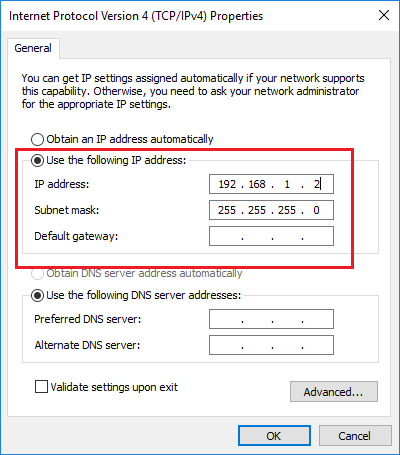 Internet Protocol Version 4 (TCP/IPv4) Properties
General
You can get IP settings assigned automatically if your network supports
this capability. Otherwise, you need to ask your network administrator
for the appropriate IP settings.
Obtain an IP address automatically
Use the following IP address:
IP address: 192 . 168 . 1 . 2
Subnet mask: 255 . 255 . 255 . 0
Default gateway: . . .
Obtain DNS server address automatically
Use the following DNS server addresses:
Preferred DNS server: . . .
Alternate DNS server: . . .
Validate settings upon exit
Advanced...
OK Cancel